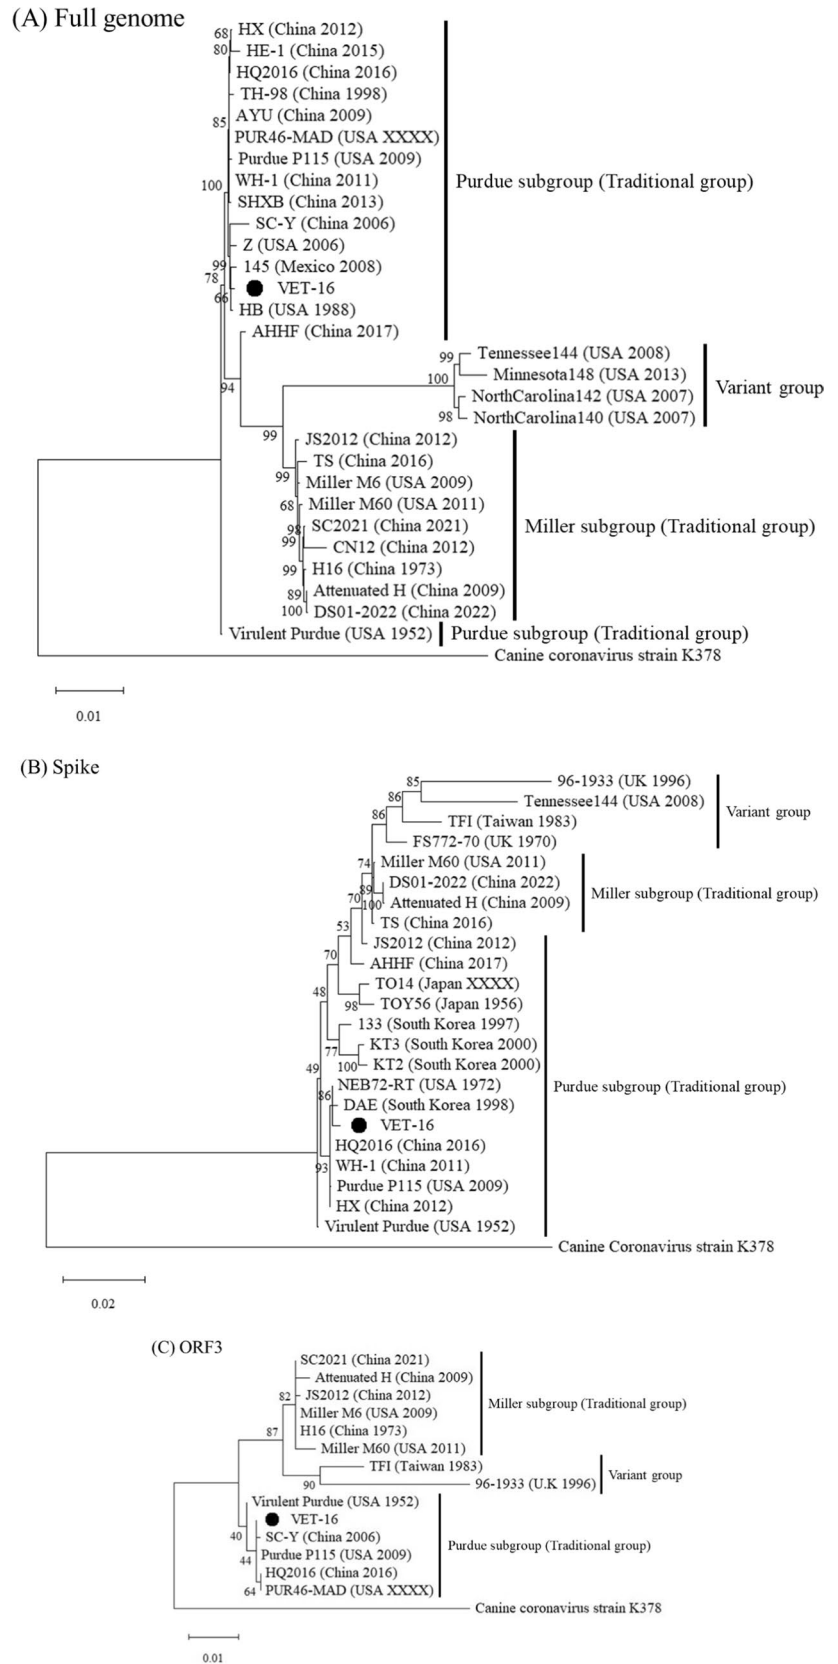 (A) Full genome
68
HX (China 2012)
80
HE-1 (China 2015)
HQ2016 (China 2016)
TH-98 (China 1998)
AYU (China 2009)
85
PUR46-MAD (USA XXXX)
Purdue P115 (USA 2009)
WH-1 (China 2011)
100
Purdue subgroup (Traditional group)
SHXB (China 2013)
SC-Y (China 2006)
Z (USA 2006)
99
145 (Mexico 2008)
78
VET-16
66
HB (USA 1988)
AHHF (China 2017)
99
Tennessee144 (USA 2008)
100
Minnesota148 (USA 2013)
94
NorthCarolina142 (USA 2007)
Variant group
98
NorthCarolina140 (USA 2007)
99
JS2012 (China 2012)
TS (China 2016)
99
Miller M6 (USA 2009)
68
Miller M60 (USA 2011)
98
SC2021 (China 2021)
Miller subgroup (Traditional group)
99
CN12 (China 2012)
99
H16 (China 1973)
89
Attenuated H (China 2009)
100
DS01-2022 (China 2022)
Virulent Purdue (USA 1952)
Purdue subgroup (Traditional group)
Canine coronavirus strain K378
0.01
(B) Spike
85
96-1933 (UK 1996)
86
Tennessee144 (USA 2008)
Variant group
86
TFI (Taiwan 1983)
FS772-70 (UK 1970)
74
Miller M60 (USA 2011)
89
DS01-2022 (China 2022)
Miller subgroup (Traditional group)
70
100
Attenuated H (China 2009)
53
TS (China 2016)
JS2012 (China 2012)
70
AHHF (China 2017)
48
TO14 (Japan XXXX)
98
TOY56 (Japan 1956)
133 (South Korea 1997)
77
KT3 (South Korea 2000)
49
100
KT2 (South Korea 2000)
86
NEB72-RT (USA 1972)
Purdue subgroup (Traditional group)
DAE (South Korea 1998)
VET-16
HQ2016 (China 2016)
93
WH-1 (China 2011)
Purdue P115 (USA 2009)
HX (China 2012)
Virulent Purdue (USA 1952)
Canine Coronavirus strain K378
0.02
(C) ORF3
SC2021 (China 2021)
Attenuated H (China 2009)
82
JS2012 (China 2012)
Miller subgroup (Traditional group)
Miller M6 (USA 2009)
87
H16 (China 1973)
Miller M60 (USA 2011)
TFI (Taiwan 1983)
90
96-1933 (U.K 1996)
Variant group
Virulent Purdue (USA 1952)
VET-16
40
SC-Y (China 2006)
Purdue subgroup (Traditional group)
44
Purdue P115 (USA 2009)
HQ2016 (China 2016)
64
PUR46-MAD (USA XXXX)
Canine coronavirus strain K378
0.01